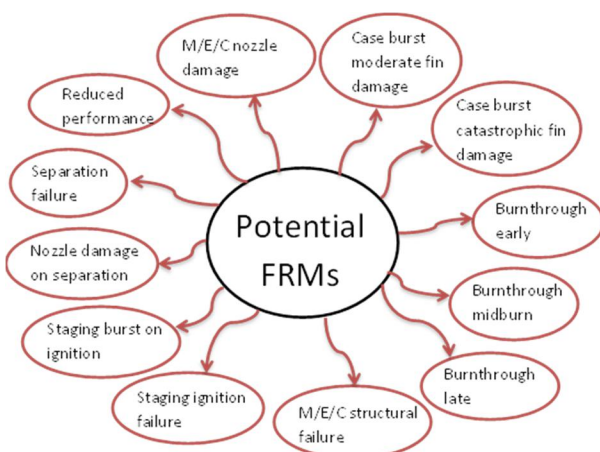 Potential
FRMs
M/E/C nozzle
damage
Case burst
moderate fin
damage
Case burst
catastrophic fin
damage
Burnthrough
early
Burnthrough
midburn
Burnthrough
late
M/E/C structural
failure
Staging ignition
failure
Staging burst on
ignition
Nozzle damage
on separation
Separation
failure
Reduced
performance